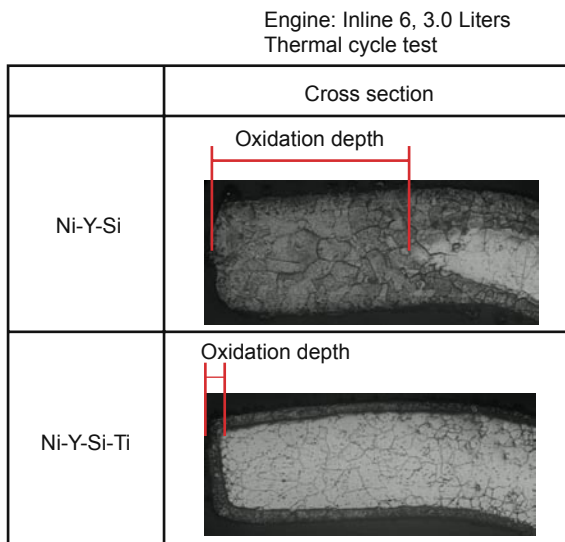 Engine: Inline 6, 3.0 Liters
Thermal cycle test
Cross section
Oxidation depth
Ni-Y-Si
Oxidation depth
Ni-Y-Si-Ti